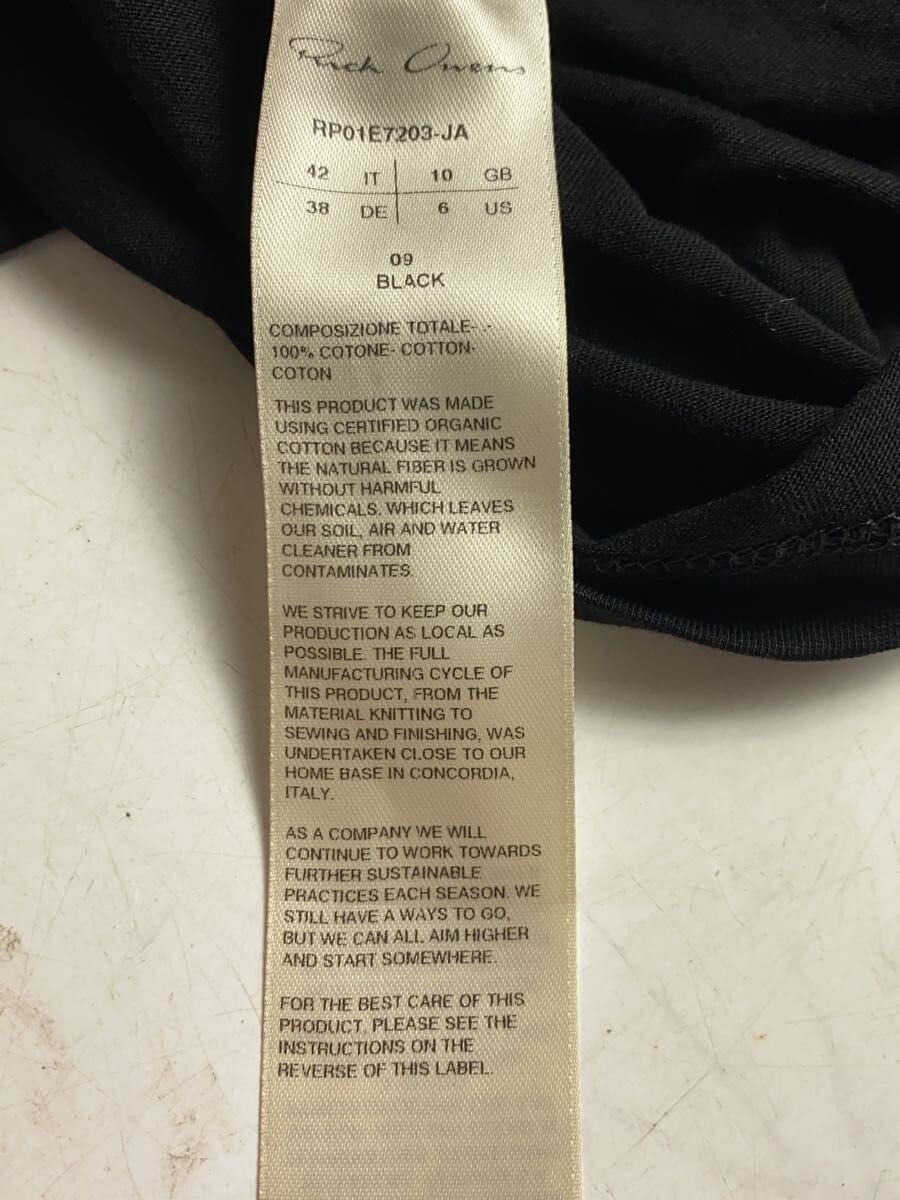 Rick Owens
RP01E7203-JA
42 IT 10 GB
38 DE 6 US
09
BLACK
COMPOSIZIONE TOTALE-.-
100% COTONE- COTTON-
COTON
THIS PRODUCT WAS MADE
USING CERTIFIED ORGANIC
COTTON BECAUSE IT MEANS
THE NATURAL FIBER IS GROWN
WITHOUT HARMFUL
CHEMICALS, WHICH LEAVES
OUR SOIL, AIR AND WATER
CLEANER FROM
CONTAMINATES.
WE STRIVE TO KEEP OUR
PRODUCTION AS LOCAL AS
POSSIBLE. THE FULL
MANUFACTURING CYCLE OF
THIS PRODUCT, FROM THE
MATERIAL KNITTING TO
SEWING AND FINISHING, WAS
UNDERTAKEN CLOSE TO OUR
HOME BASE IN CONCORDIA,
ITALY.
AS A COMPANY WE WILL
CONTINUE TO WORK TOWARDS
FURTHER SUSTAINABLE
PRACTICES EACH SEASON. WE
STILL HAVE A WAYS TO GO,
BUT WE CAN ALL AIM HIGHER
AND START SOMEWHERE.
FOR THE BEST CARE OF THIS
PRODUCT, PLEASE SEE THE
INSTRUCTIONS ON THE
REVERSE OF THIS LABEL.